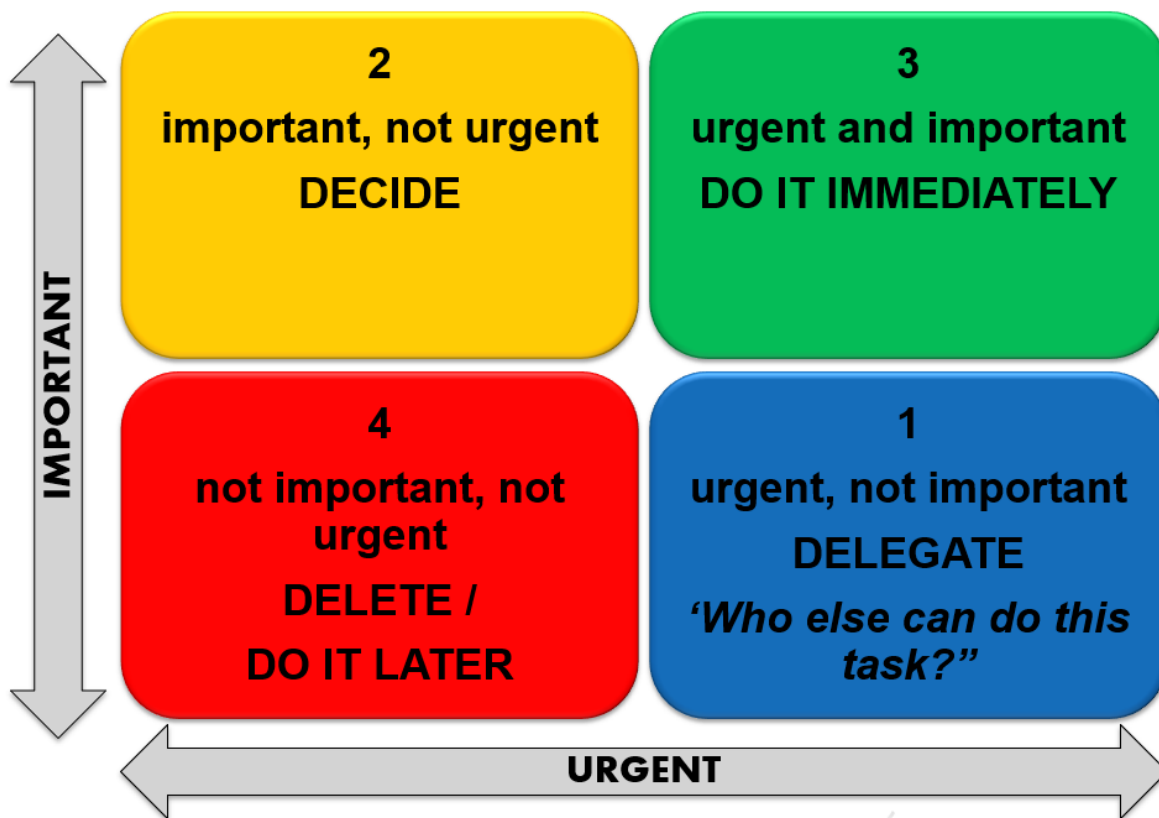 2
important, not urgent
DECIDE
3
urgent and important
DO IT IMMEDIATELY
IMPORTANT
4
not important, not
urgent
DELETE /
DO IT LATER
1
urgent, not important
DELEGATE
‘Who else can do this
task?”
URGENT